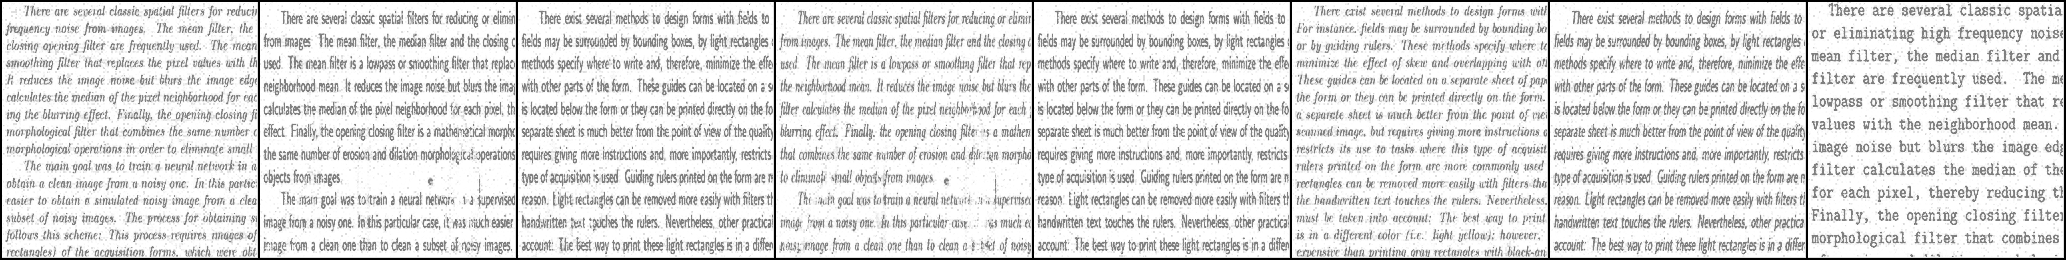 There are several classic spatial filters for reduci
frequency noise from images. The mean filter, the
closing opening filter are frequently used. The mean
smoothing filter that replaces the pixel values with th
It reduces the image noise but blurs the image edge
calculates the median of the pixel neighborhood for eac
ing the blurring effect. Finally, the opening closing fi
morphological filter that combines the same number o
morphological operations in order to eliminate small
The main goal was to train a neural network in a
obtain a clean image from a noisy one. In this partic
easier to obtain a simulated noisy image from a clea
subset of noisy images. The process for obtaining s
follows this scheme: This process requires images of
rectangles) of the acquisition forms, which were obt
There are several classic spatial filters for reducing or elimin
from images The mean filter, the median filter and the closing o
used. The mean filter is a lowpass or smoothing filter that replac
neighborhood mean. It reduces the image noise but blurs the imag
calculates the median of the pixel neighborhood for each pixel, th
effect. Finally, the opening closing filter is a mathematical morpho
the same number of erosion and dilation morphological operations
objects from images.
The main goal was to train a neural network a supervised
image from a noisy one. In this particular case, it was much easier
image from a clean one than to clean a subset of noisy images.
There exist several methods to design forms with fields to
fields may be surrounded by bounding boxes, by light rectangles
methods specify where to write and, therefore, minimize the effe
with other parts of the form. These guides can be located on a s
is located below the form or they can be printed directly on the fo
separate sheet is much better from the point of view of the quality
requires giving more instructions and, more importantly, restricts
type of acquisition is used Guiding rulers printed on the form are n
reason. Light rectangles can be removed more easily with filters th
handwritten text touches the rulers. Nevertheless, other practical
account: The best way to print these light rectangles is in a differ
There are several classic spatial filters for reducing or elimin
from images. The mean filter, the median filter and the closing o
used The mean filter is a lowpass or smoothing filter that rep
the neighborhood mean. It reduces the image noise but blurs the
filter calculates the median of the pixel neighborhood for each
blurring effect. Finally, the opening closing filter is a mathem
that combines the same number of erosion and dilation morpho
to eliminate small objects from images.
The main goal was to train a neural network supervised
image from a noisy one. In this particular case much ea
noisy image from a clean one than to clean a subset of noisy
There exist several methods to design forms with fields to
fields may be surrounded by bounding boxes, by light rectangles
methods specify where to write and, therefore, minimize the effe
with other parts of the form. These guides can be located on a s
is located below the form or they can be printed directly on the fo
separate sheet is much better from the point of view of the quality
requires giving more instructions and, more importantly, restricts
type of acquisition is used Guiding rulers printed on the form are n
reason. Light rectangles can be removed more easily with filters th
handwritten text touches the rulers. Nevertheless, other practical
account: The best way to print these light rectangles is in a differ
There exist several methods to design forms with
For instance, fields may be surrounded by bounding bo
or by guiding rulers. These methods specify where to
minimize the effect of skew and overlapping with oth
These guides can be located on a separate sheet of pap
the form or they can be printed directly on the form.
a separate sheet is much better from the point of vie
scanned image, but requires giving more instructions a
restricts its use to tasks where this type of acquisit
rulers printed on the form are more commonly used
rectangles can be removed more easily with filters tha
the handwritten text touches the rulers. Nevertheless,
must be taken into account: The best way to print
is in a different color (i.e. light yellow); however,
expensive than printing gray rectangles with black-an
There exist several methods to design forms with fields to
fields may be surrounded by bounding boxes, by light rectangles
methods specify where to write and, therefore, minimize the effe
with other parts of the form. These guides can be located on a s
is located below the form or they can be printed directly on the fo
separate sheet is much better from the point of view of the quality
requires giving more instructions and, more importantly, restricts
type of acquisition is used Guiding rulers printed on the form are n
reason. Light rectangles can be removed more easily with filters th
handwritten text touches the rulers. Nevertheless, other practical
account: The best way to print these light rectangles is in a differ
There are several classic spatia
or eliminating high frequency noise
mean filter, the median filter and
filter are frequently used. The me
lowpass or smoothing filter that re
values with the neighborhood mean.
image noise but blurs the image edg
filter calculates the median of the
for each pixel, thereby reducing th
Finally, the opening closing filter
morphological filter that combines